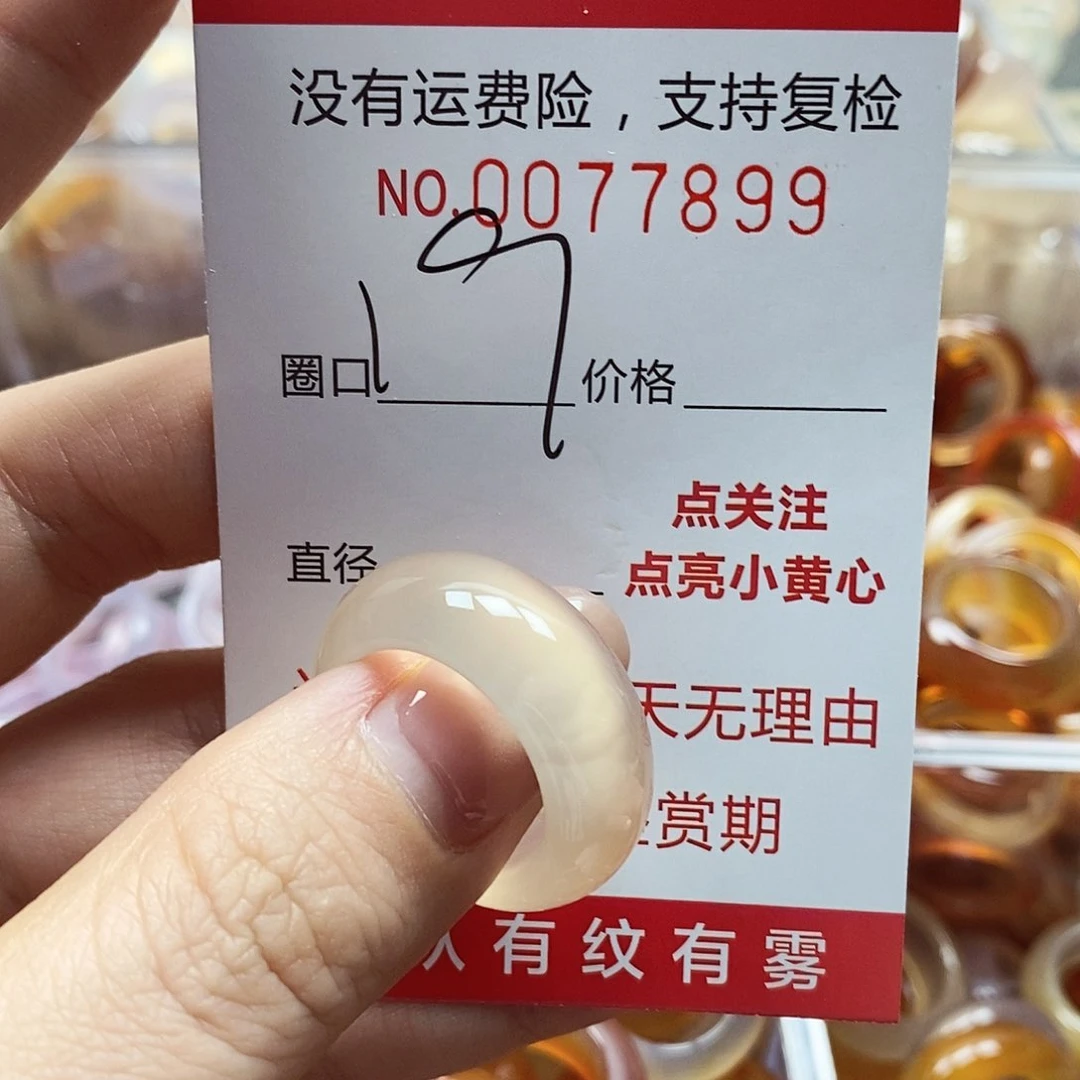 没有运费险，支持复检
NO.0077899
圈口 19 价格
点关注
直径
点亮小黄心
天无理由
赏期
有纹有雾